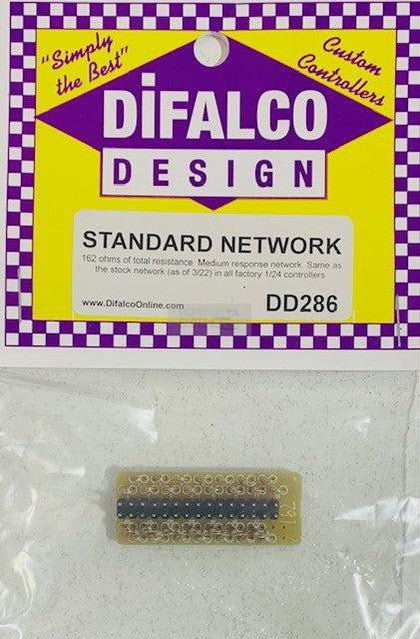 "Simply
the Best"
Custom
Controllers
DiFALCO
DESIGN
STANDARD NETWORK
162 ohms of total resistance. Medium response network. Same as
the stock network (as of 3/22) in all factory 1/24 controllers
www.DifalcoOnline.com DD286
162